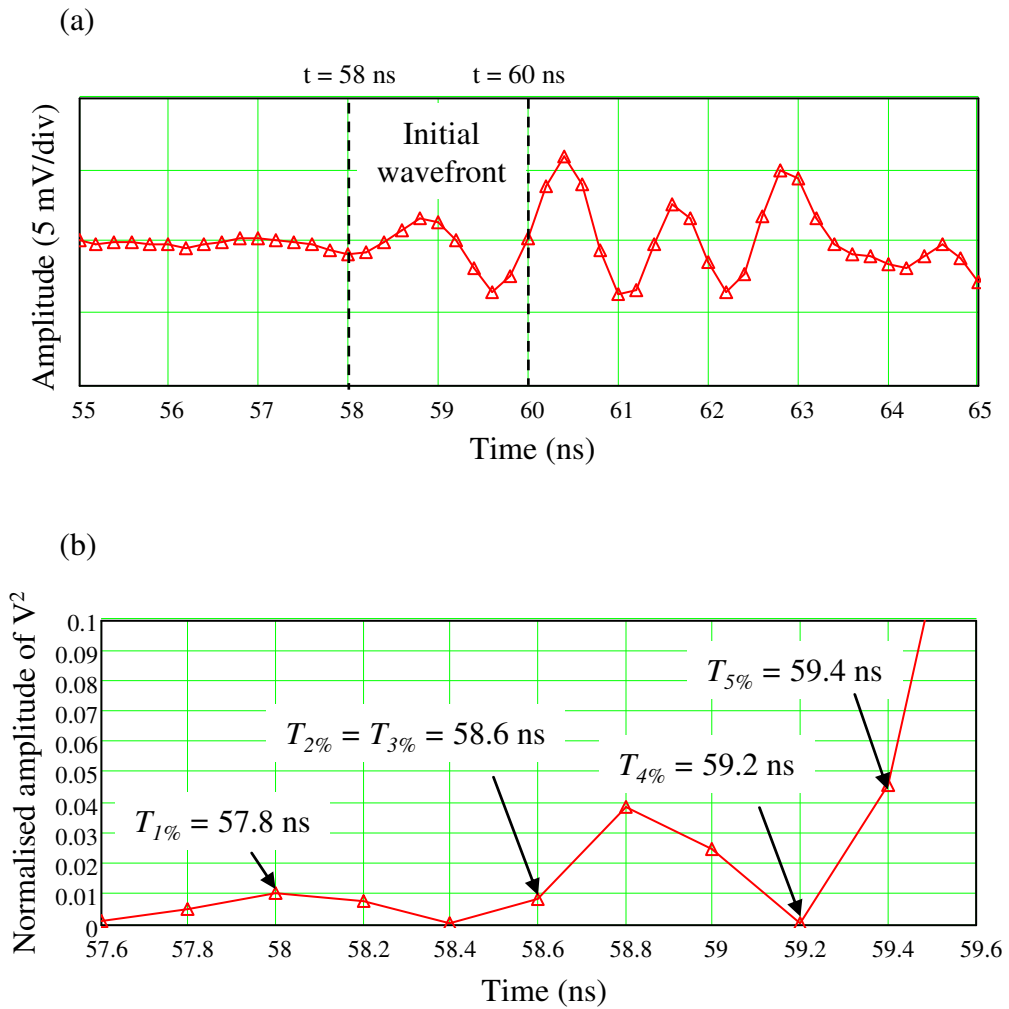 (a)
t = 58 ns t = 60 ns
Initial
wavefront
Amplitude (5 mV/div)
55 56 57 58 59 60 61 62 63 64 65
Time (ns)
(b)
Normalised amplitude of V²
0.1
0.09
0.08
0.07
0.06
0.05
0.04
0.03
0.02
0.01
0
T5% = 59.4 ns
T2% = T3% = 58.6 ns
T4% = 59.2 ns
T1% = 57.8 ns
57.6 57.8 58 58.2 58.4 58.6 58.8 59 59.2 59.4 59.6
Time (ns)